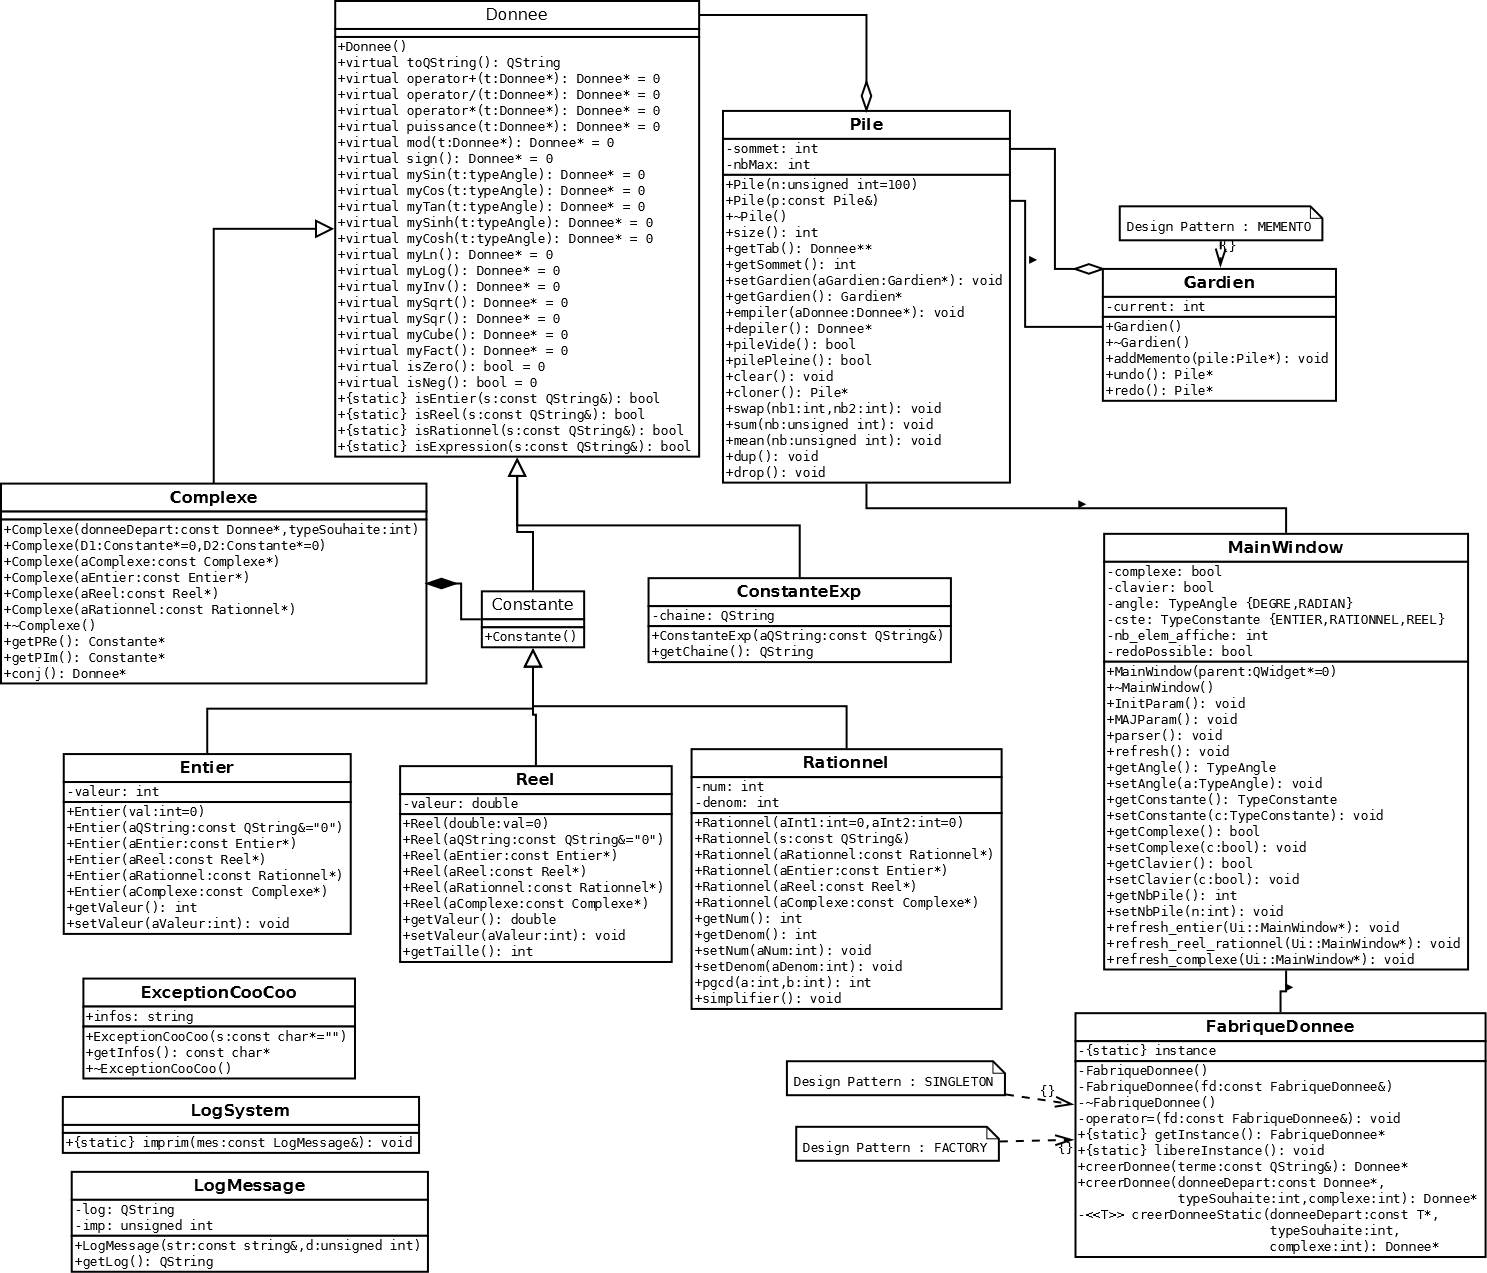 Donnee
+Donnee()
+virtual toQString(): QString
+virtual operator+(t:Donnee*): Donnee* = 0
+virtual operator/(t:Donnee*): Donnee* = 0
+virtual operator*(t:Donnee*): Donnee* = 0
+virtual puissance(t:Donnee*): Donnee* = 0
+virtual mod(t:Donnee*): Donnee* = 0
+virtual sign(): Donnee* = 0
+virtual mySin(t:typeAngle): Donnee* = 0
+virtual myCos(t:typeAngle): Donnee* = 0
+virtual myTan(t:typeAngle): Donnee* = 0
+virtual mySinh(t:typeAngle): Donnee* = 0
+virtual myCosh(t:typeAngle): Donnee* = 0
+virtual myLn(): Donnee* = 0
+virtual myLog(): Donnee* = 0
+virtual myInv(): Donnee* = 0
+virtual mySqrt(): Donnee* = 0
+virtual mySqr(): Donnee* = 0
+virtual myCube(): Donnee* = 0
+virtual myFact(): Donnee* = 0
+virtual isZero(): bool = 0
+virtual isNeg(): bool = 0
+{static} isEntier(s:const QString&): bool
+{static} isReel(s:const QString&): bool
+{static} isRationnel(s:const QString&): bool
+{static} isExpression(s:const QString&): bool
Pile
-sommet: int
-nbMax: int
+Pile(n:unsigned int=100)
+Pile(p:const Pile&)
+~Pile()
+size(): int
+getTab(): Donnee**
+getSommet(): int
+setGardien(aGardien:Gardien*): void
+getGardien(): Gardien*
+empiler(aDonnee:Donnee*): void
+depiler(): Donnee*
+pileVide(): bool
+pilePleine(): bool
+clear(): void
+cloner(): Pile*
+swap(nb1:int,nb2:int): void
+sum(nb:unsigned int): void
+mean(nb:unsigned int): void
+dup(): void
+drop(): void
Design Pattern : MEMENTO
{}
Gardien
-current: int
+Gardien()
+~Gardien()
+addMemento(pile:Pile*): void
+undo(): Pile*
+redo(): Pile*
Complexe
+Complexe(donneeDepart:const Donnee*,typeSouhaite:int)
+Complexe(D1:Constante*=0,D2:Constante*=0)
+Complexe(aComplexe:const Complexe*)
+Complexe(aEntier:const Entier*)
+Complexe(aReel:const Reel*)
+Complexe(aRationnel:const Rationnel*)
+~Complexe()
+getPRe(): Constante*
+getPIm(): Constante*
+conj(): Donnee*
Constante
+Constante()
ConstanteExp
-chaine: QString
+ConstanteExp(aQString:const QString&)
+getChaine(): QString
MainWindow
-complexe: bool
-clavier: bool
-angle: TypeAngle {DEGRE,RADIAN}
-cste: TypeConstante {ENTIER,RATIONNEL,REEL}
-nb_elem_affiche: int
-redoPossible: bool
+MainWindow(parent:QWidget*=0)
+~MainWindow()
+InitParam(): void
+MAJParam(): void
+parser(): void
+refresh(): void
+getAngle(): TypeAngle
+setAngle(a:TypeAngle): void
+getConstante(): TypeConstante
+setConstante(c:TypeConstante): void
+getComplexe(): bool
+setComplexe(c:bool): void
+getClavier(): bool
+setClavier(c:bool): void
+getNbPile(): int
+setNbPile(n:int): void
+refresh_entier(Ui::MainWindow*): void
+refresh_reel_rationnel(Ui::MainWindow*): void
+refresh_complexe(Ui::MainWindow*): void
Entier
-valeur: int
+Entier(val:int=0)
+Entier(aQString:const QString&="0")
+Entier(aEntier:const Entier*)
+Entier(aReel:const Reel*)
+Entier(aRationnel:const Rationnel*)
+Entier(aComplexe:const Complexe*)
+getValeur(): int
+setValeur(aValeur:int): void
Reel
-valeur: double
+Reel(double:val=0)
+Reel(aQString:const QString&="0")
+Reel(aEntier:const Entier*)
+Reel(aReel:const Reel*)
+Reel(aRationnel:const Rationnel*)
+Reel(aComplexe:const Complexe*)
+getValeur(): double
+setValeur(aValeur:int): void
+getTaille(): int
Rationnel
-num: int
-denom: int
+Rationnel(aInt1:int=0,aInt2:int=0)
+Rationnel(s:const QString&)
+Rationnel(aRationnel:const Rationnel*)
+Rationnel(aEntier:const Entier*)
+Rationnel(aReel:const Reel*)
+Rationnel(aComplexe:const Complexe*)
+getNum(): int
+getDenom(): int
+setNum(aNum:int): void
+setDenom(aDenom:int): void
+pgcd(a:int,b:int): int
+simplifier(): void
ExceptionCooCoo
+infos: string
+ExceptionCooCoo(s:const char*="")
+getInfos(): const char*
+~ExceptionCooCoo()
LogSystem
+{static} imprim(mes:const LogMessage&): void
LogMessage
-log: QString
-imp: unsigned int
+LogMessage(str:const string&,d:unsigned int)
+getLog(): QString
Design Pattern : SINGLETON
{}
Design Pattern : FACTORY
{}
FabriqueDonnee
-{static} instance
-FabriqueDonnee()
-FabriqueDonnee(fd:const FabriqueDonnee&)
-~FabriqueDonnee()
-operator=(fd:const FabriqueDonnee&): void
+{static} getInstance(): FabriqueDonnee*
+{static} libereInstance(): void
+creerDonnee(terme:const QString&): Donnee*
+creerDonnee(donneeDepart:const Donnee*,
typeSouhaite:int,complexe:int): Donnee*
-<<T>> creerDonneeStatic(donneeDepart:const T*,
typeSouhaite:int,
complexe:int): Donnee*